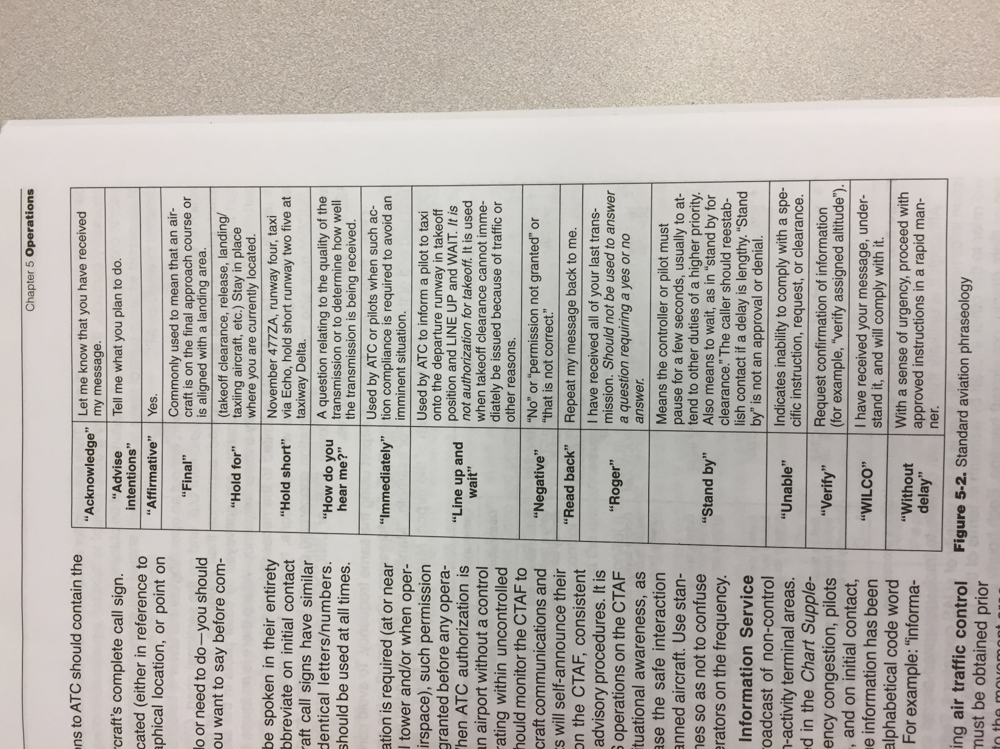 Chapter 5 Operations
ons to ATC should contain the
craft's complete call sign.
cated (either in reference to
aphical location, or point on
do or need to do—you should
ou want to say before com-
be spoken in their entirety
bbreviate on initial contact
raft call signs have similar
dentical letters/numbers.
should be used at all times.
ation is required (at or near
l tower and/or when oper-
irspace), such permission
granted before any opera-
hen ATC authorization is
n airport without a control
rating within uncontrolled
hould monitor the CTAF to
craft communications and
s will self-announce their
on the CTAF, consistent
advisory procedures. It is
S operations on the CTAF
tuational awareness, as
ase the safe interaction
anned aircraft. Use stan-
nes so as not to confuse
erators on the frequency.
Information Service
roadcast of non-control
n-activity terminal areas.
ed in the Chart Supple-
ency congestion, pilots
, and on initial contact,
e information has been
alphabetical code word
For example: “informa-
ing air traffic control
must be obtained prior
“Acknowledge”
Let me know that you have received
my message.
“Advise
intentions”
Tell me what you plan to do.
“Affirmative”
Yes.
“Final”
Commonly used to mean that an air-
craft is on the final approach course or
is aligned with a landing area.
“Hold for”
(takeoff clearance, release, landing/
taxiing aircraft, etc.) Stay in place
where you are currently located.
“Hold short”
November 477ZA, runway four, taxi
via Echo, hold short runway two five at
taxiway Delta.
“How do you
hear me?”
A question relating to the quality of the
transmission or to determine how well
the transmission is being received.
“Immediately”
Used by ATC or pilots when such ac-
tion compliance is required to avoid an
imminent situation.
“Line up and
wait”
Used by ATC to inform a pilot to taxi
onto the departure runway in takeoff
position and LINE UP and WAIT. It is
not authorization for takeoff. It is used
when takeoff clearance cannot imme-
diately be issued because of traffic or
other reasons.
“Negative”
“No” or “permission not granted” or
“that is not correct.”
“Read back”
Repeat my message back to me.
“Roger”
I have received all of your last trans-
mission. Should not be used to answer
a question requiring a yes or no
answer.
“Stand by”
Means the controller or pilot must
pause for a few seconds, usually to at-
tend to other duties of a higher priority.
Also means to wait, as in “stand by for
clearance.” The caller should reestab-
lish contact if a delay is lengthy. “Stand
by” is not an approval or denial.
“Unable”
Indicates inability to comply with a spe-
cific instruction, request, or clearance.
“Verify”
Request confirmation of information
(for example, “verify assigned altitude”).
“WILCO”
I have received your message, under-
stand it, and will comply with it.
“Without
delay”
With a sense of urgency, proceed with
approved instructions in a rapid man-
ner.
Figure 5-2. Standard aviation phraseology